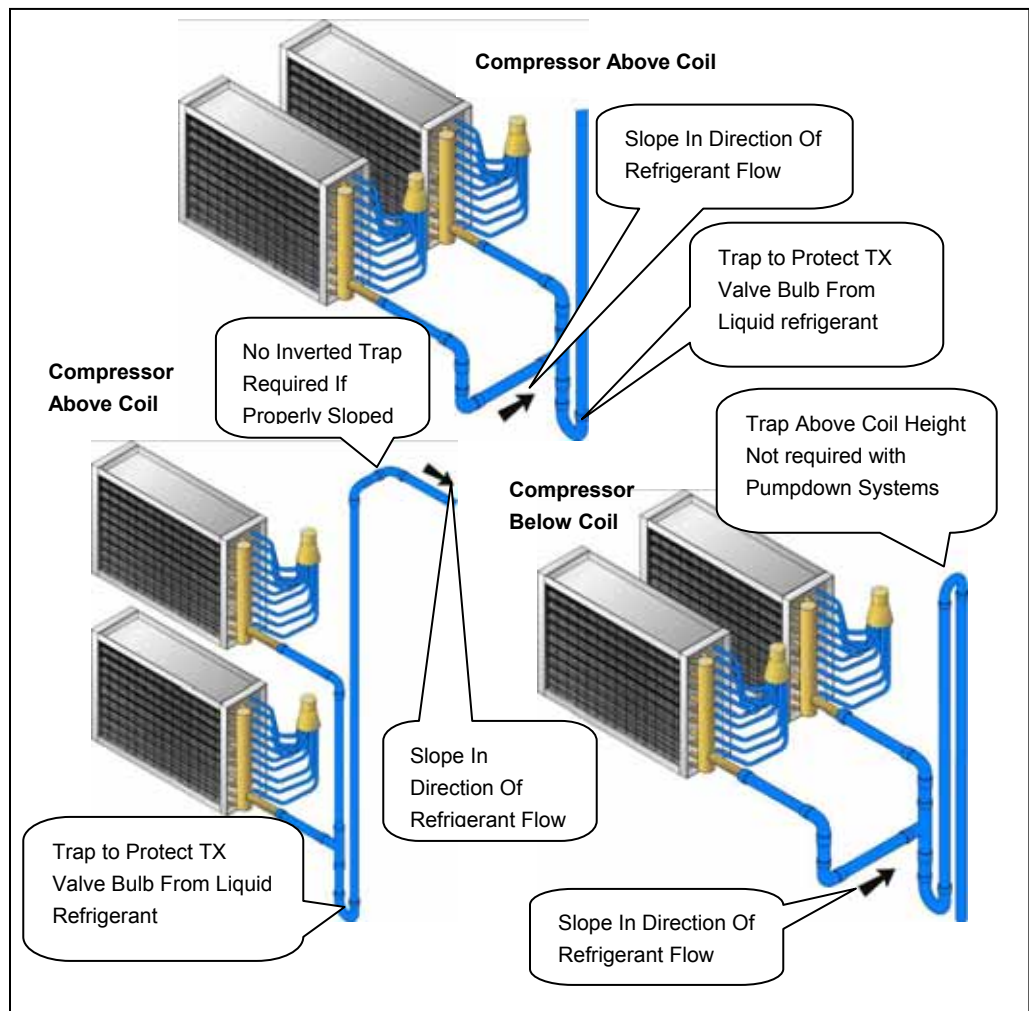 Compressor Above Coil
Slope In Direction Of
Refrigerant Flow
Trap to Protect TX
Valve Bulb From
Liquid refrigerant
No Inverted Trap
Required If
Properly Sloped
Compressor
Above Coil
Trap Above Coil Height
Not required with
Pumpdown Systems
Compressor
Below Coil
Slope In
Direction Of
Refrigerant Flow
Trap to Protect TX
Valve Bulb From Liquid
Refrigerant
Slope In Direction Of
Refrigerant Flow